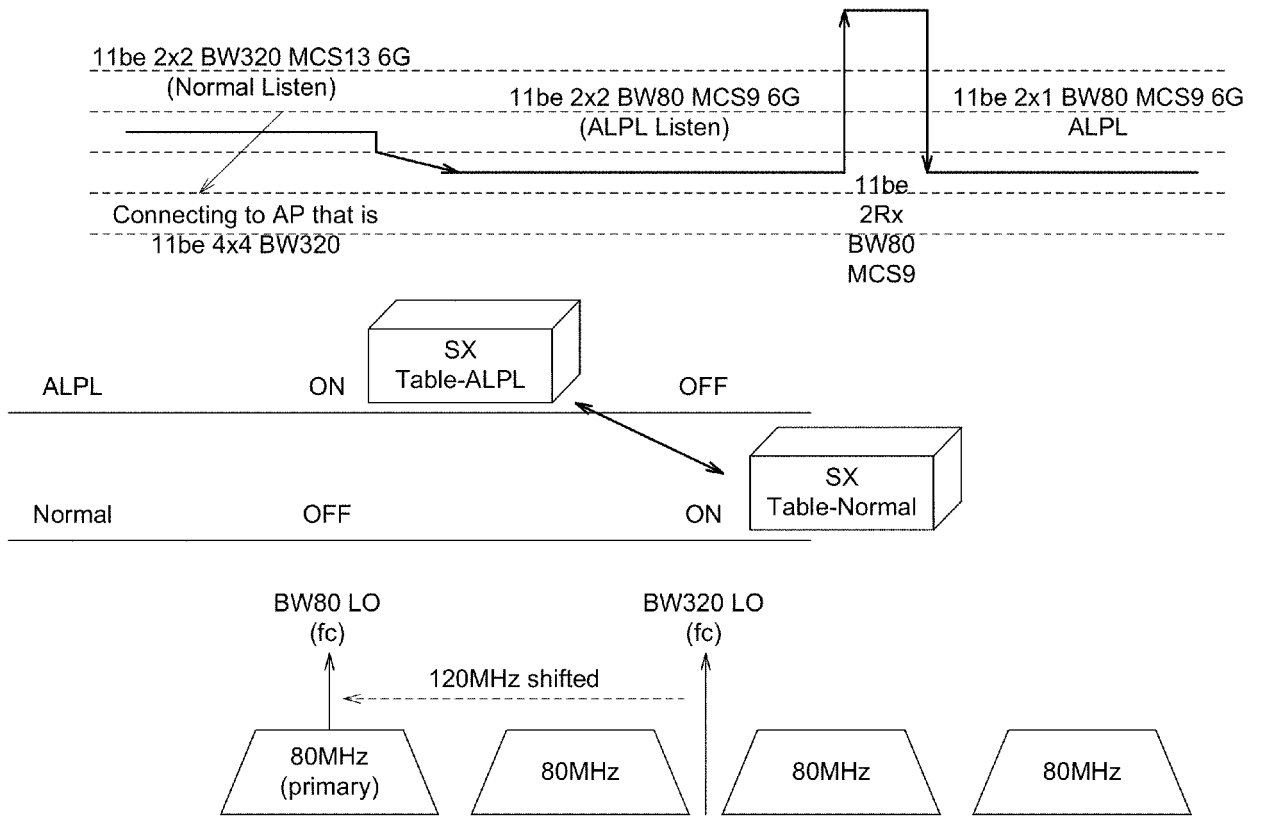 11be 2x2 BW320 MCS13 6G
(Normal Listen)
11be 2x2 BW80 MCS9 6G
(ALPL Listen)
11be 2x1 BW80 MCS9 6G
ALPL
Connecting to AP that is
11be 4x4 BW320
11be
2Rx
BW80
MCS9
SX
Table-ALPL
ALPL ON OFF
SX
Table-Normal
Normal OFF ON
BW80 LO
(fc)
BW320 LO
(fc)
120MHz shifted
80MHz
(primary)
80MHz
80MHz
80MHz